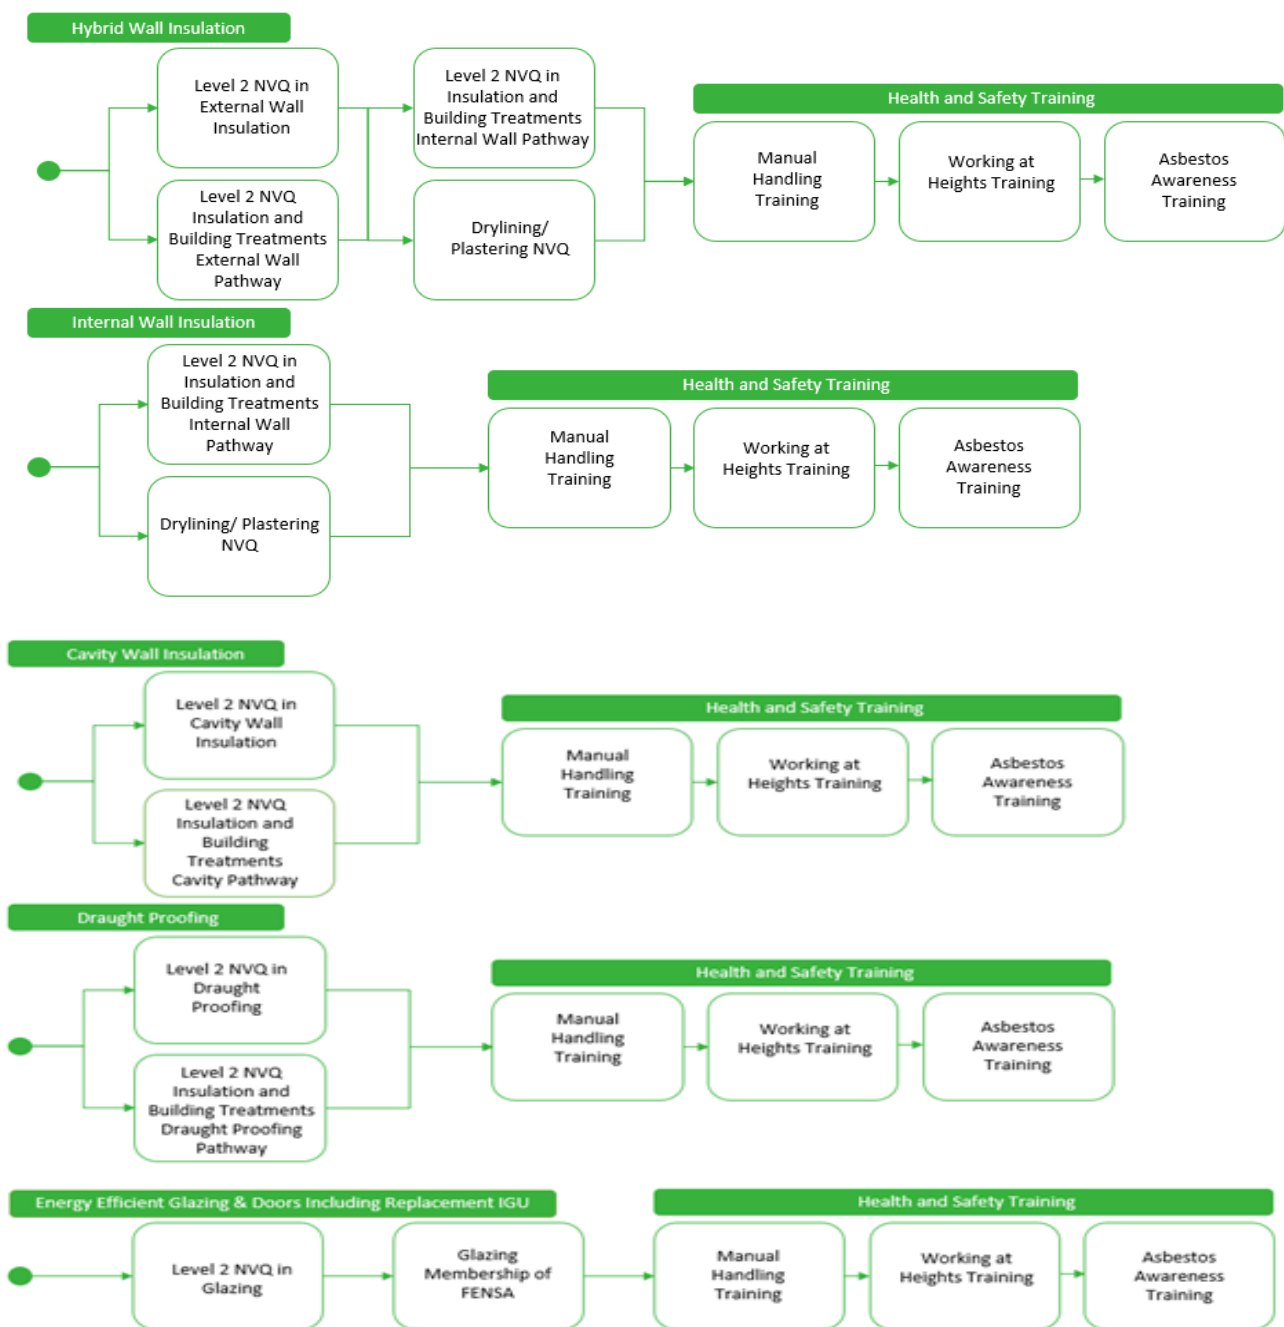 Hybrid Wall Insulation
Level 2 NVQ in
External Wall
Insulation
Level 2 NVQ
Insulation and
Building Treatments
External Wall
Pathway
Level 2 NVQ in
Insulation and
Building Treatments
Internal Wall Pathway
Drylining/
Plastering NVQ
Health and Safety Training
Manual
Handling
Training
Working at
Heights Training
Asbestos
Awareness
Training
Internal Wall Insulation
Level 2 NVQ in
Insulation and
Building Treatments
Internal Wall
Pathway
Drylining/ Plastering
NVQ
Health and Safety Training
Manual
Handling
Training
Working at
Heights Training
Asbestos
Awareness
Training
Cavity Wall Insulation
Level 2 NVQ in
Cavity Wall
Insulation
Level 2 NVQ
Insulation and
Building
Treatments
Cavity Pathway
Health and Safety Training
Manual
Handling
Training
Working at
Heights Training
Asbestos
Awareness
Training
Draught Proofing
Level 2 NVQ in
Draught
Proofing
Level 2 NVQ
Insulation and
Building Treatments
Draught Proofing
Pathway
Health and Safety Training
Manual
Handling
Training
Working at
Heights Training
Asbestos
Awareness
Training
Energy Efficient Glazing & Doors Including Replacement IGU
Level 2 NVQ in
Glazing
Glazing
Membership of
FENSA
Health and Safety Training
Manual
Handling
Training
Working at
Heights Training
Asbestos
Awareness
Training